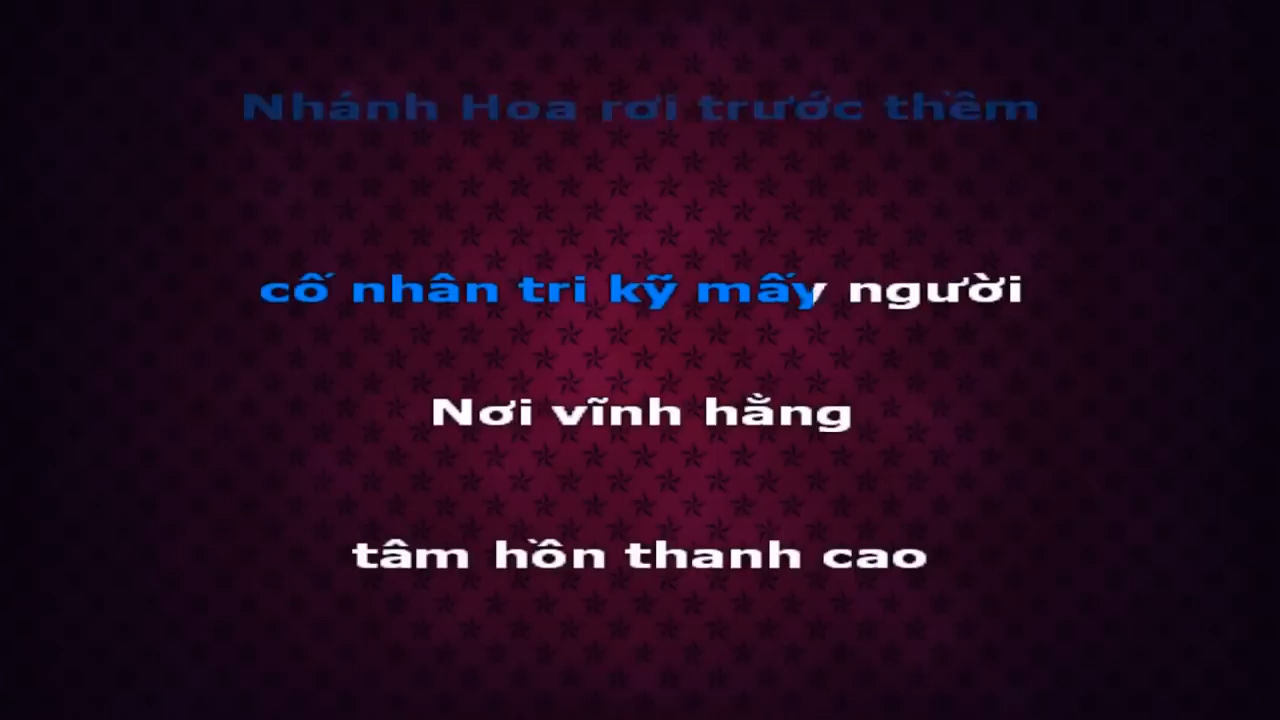 Nhánh Hoa rơi trước thềm
cố nhân tri kỹ mấy người
Nơi vĩnh hằng
tâm hồn thanh cao